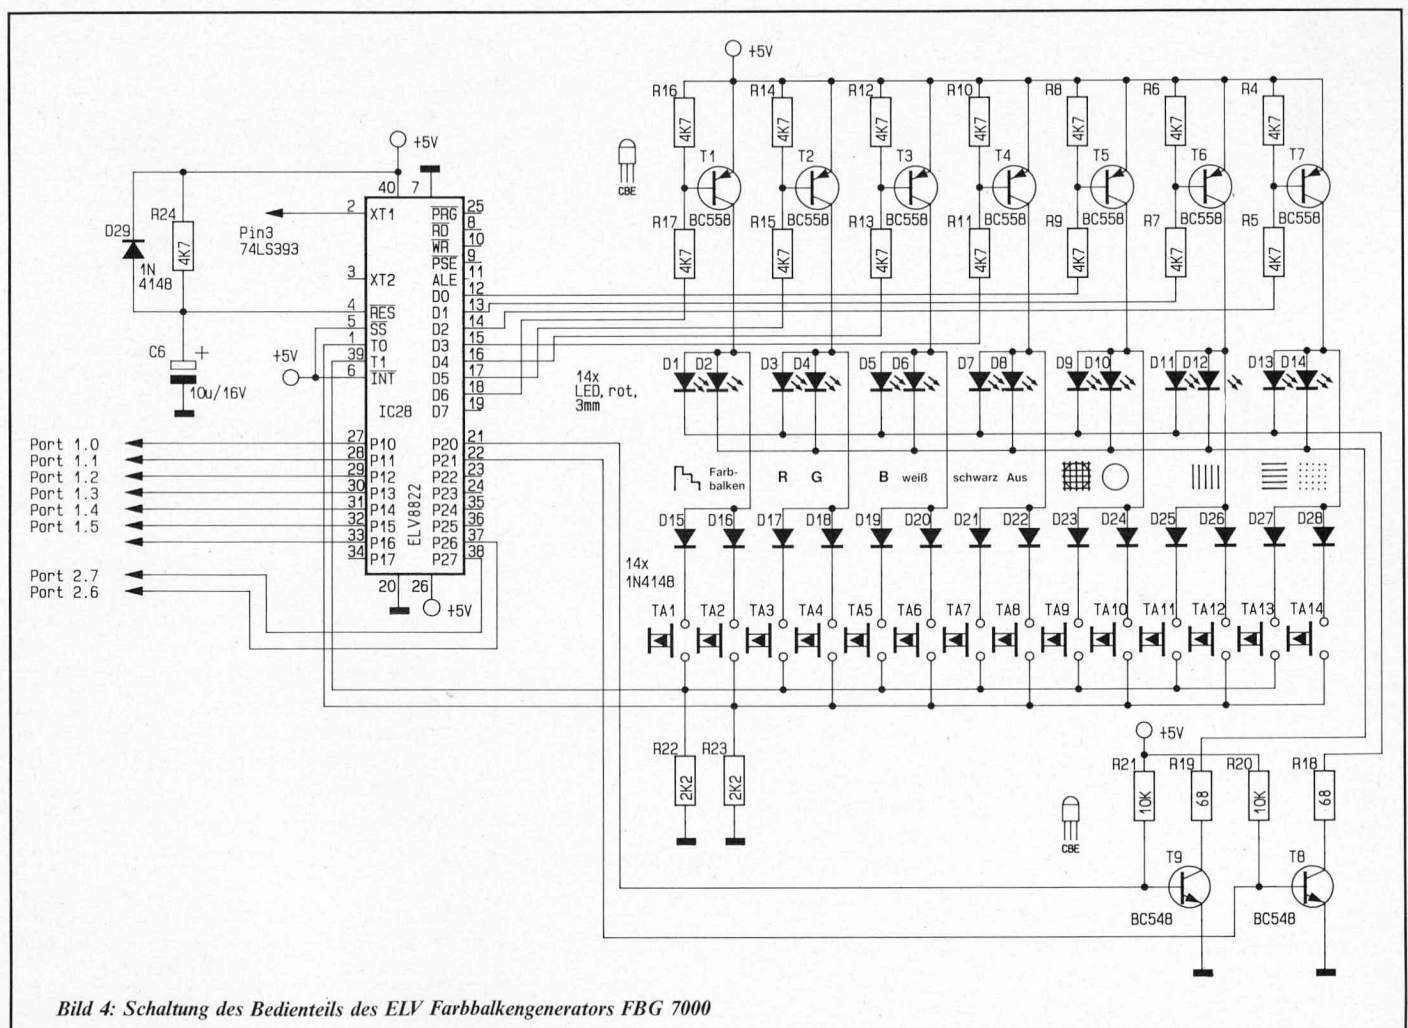 +5V
R16 R14 R12 R10 R8 R6 R4
4K7 4K7 4K7 4K7 4K7 4K7 4K7
+5V
CBE
T1 T2 T3 T4 T5 T6 T7
BC558 BC558 BC558 BC558 BC558 BC558 BC558
R17 R15 R13 R11 R9 R7 R5
4K7 4K7 4K7 4K7 4K7 4K7 4K7
40 7
2 XT1 PRG 25
RD 8
Pin3
74LS393
WR 10
PSE 9
3 XT2 ALE 11
D0 12
4 RES D1 13
5 SS D2 14
1 T0 D3 15
39 T1 D4 16
6 INT D5 17
D6 18
IC28 D7 19
D29
1N
4148
R24
4K7
C6 +
10u/16V
+5V
27 P10 P20 21
28 P11 P21 22
29 P12 P22 23
30 P13 P23 24
31 P14 P24 35
32 P15 P25 36
33 P16 P26 37
34 P17 P27 38
ELV8822
20 26
+5V
Port 1.0
Port 1.1
Port 1.2
Port 1.3
Port 1.4
Port 1.5
Port 2.7
Port 2.6
D1 D2 D3 D4 D5 D6 D7 D8 D9 D10 D11 D12 D13 D14
14x
LED, rot,
3mm
Farb-
balken
R G B weiß schwarz Aus
D15 D16 D17 D18 D19 D20 D21 D22 D23 D24 D25 D26 D27 D28
14x
1N4148
TA1 TA2 TA3 TA4 TA5 TA6 TA7 TA8 TA9 TA10 TA11 TA12 TA13 TA14
R22 R23
2K2 2K2
+5V
R21 R19 R20 R18
10K 68 10K 68
CBE
T9 T8
BC548 BC548
Bild 4: Schaltung des Bedienteils des ELV Farbbalkengenerators FBG 7000